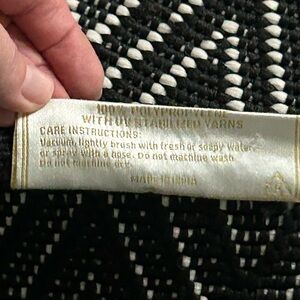 100% POLYPROPYLENE
WITH UV STABILIZED YARNS
CARE INSTRUCTIONS:
Vacuum, lightly brush with fresh or soapy water
or spray with a hose. Do not machine wash
Do not machine dry.
MADE IN INDIA